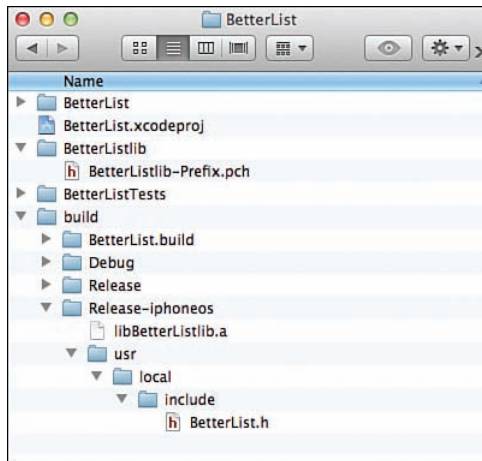 BetterList
Name
BetterList
BetterList.xcodeproj
BetterListlib
BetterListlib-Prefix.pch
BetterListTests
build
BetterList.build
Debug
Release
Release-iphoneos
libBetterListlib.a
usr
local
include
BetterList.h